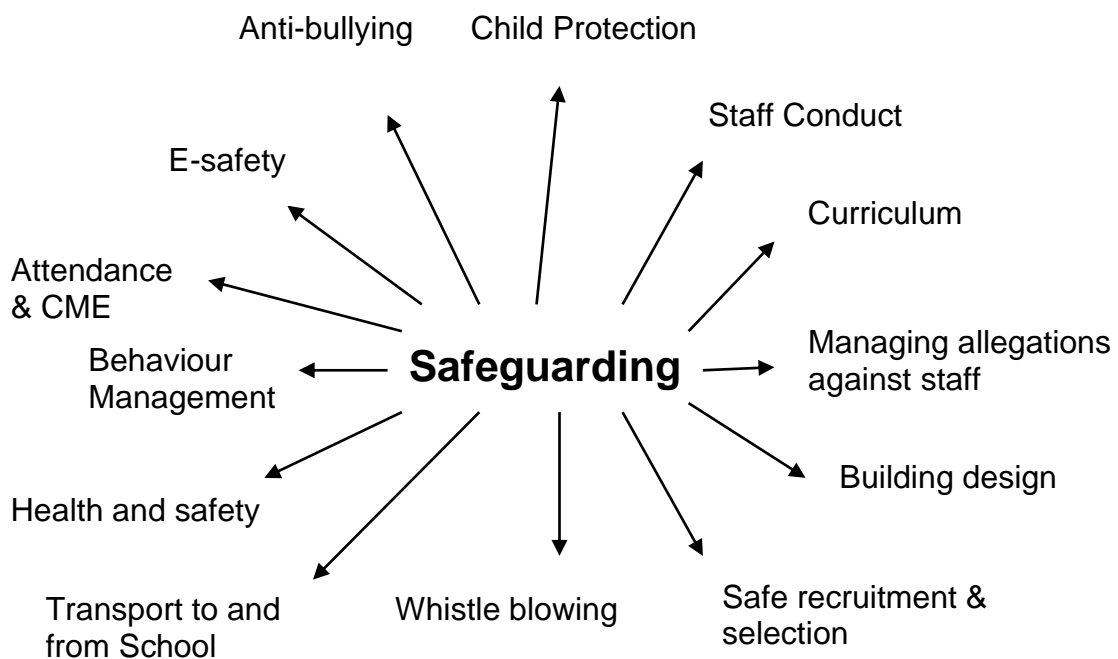 Anti-bullying
Child Protection
Staff Conduct
E-safety
Curriculum
Attendance
& CME
Behaviour
Management
Safeguarding
Managing allegations
against staff
Building design
Health and safety
Transport to and
from School
Whistle blowing
Safe recruitment &
selection